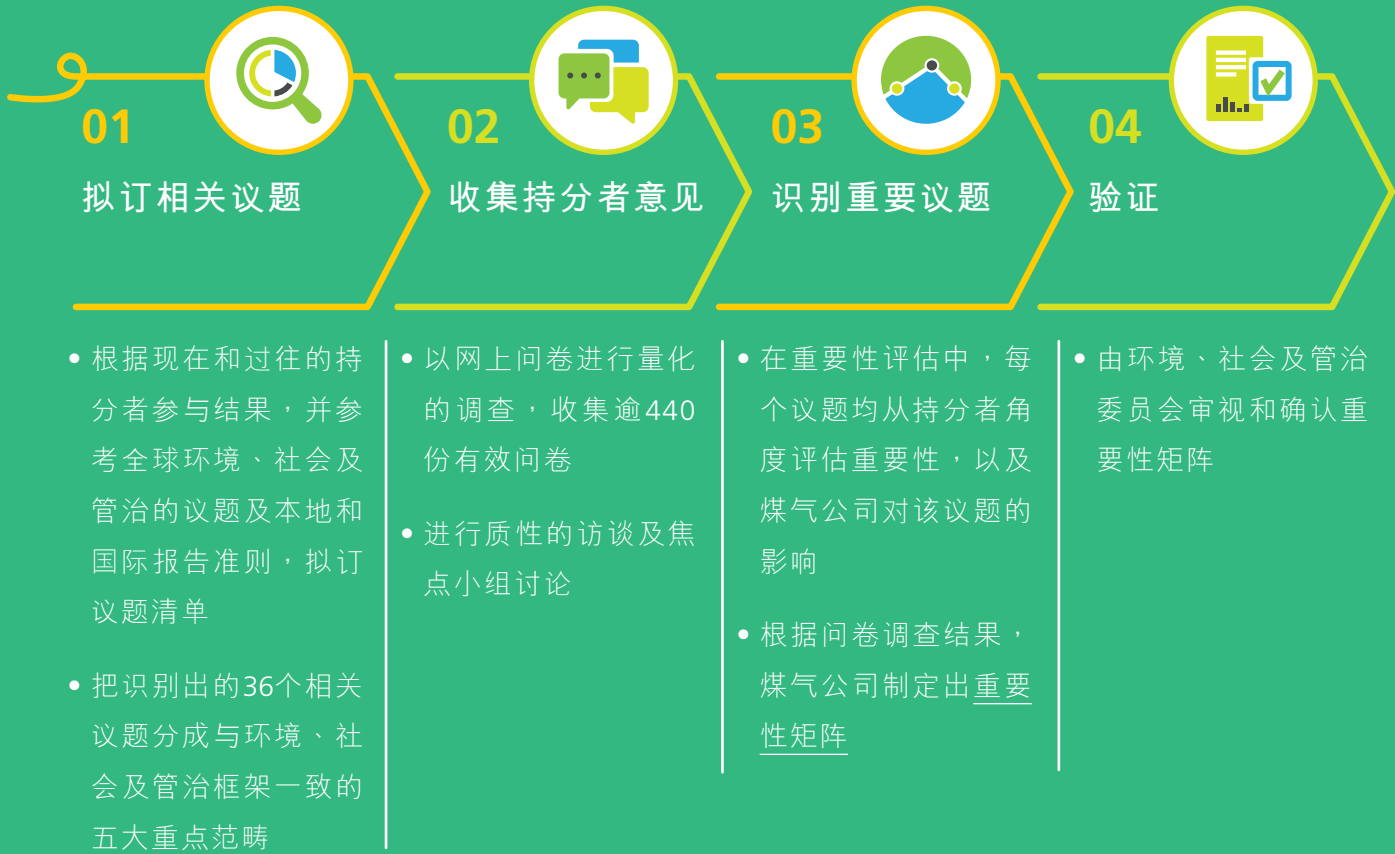 01
拟订相关议题
根据现在和过往的持
分者参与结果，并参
考全球环境、社会及
管治的议题及本地和
国际报告准则，拟订
议题清单
把识别出的36个相关
议题分成与环境、社
会及管治框架一致的
五大重点范畴
02
收集持分者意见
以网上问卷进行量化
的调查，收集逾440
份有效问卷
进行质性的访谈及焦
点小组讨论
03
识别重要议题
在重要性评估中，每
个议题均从持分者角
度评估重要性，以及
煤气公司对该议题的
影响
根据问卷调查结果，
煤气公司制定出重要
性矩阵
04
验证
由环境、社会及管治
委员会审视和确认重
要性矩阵